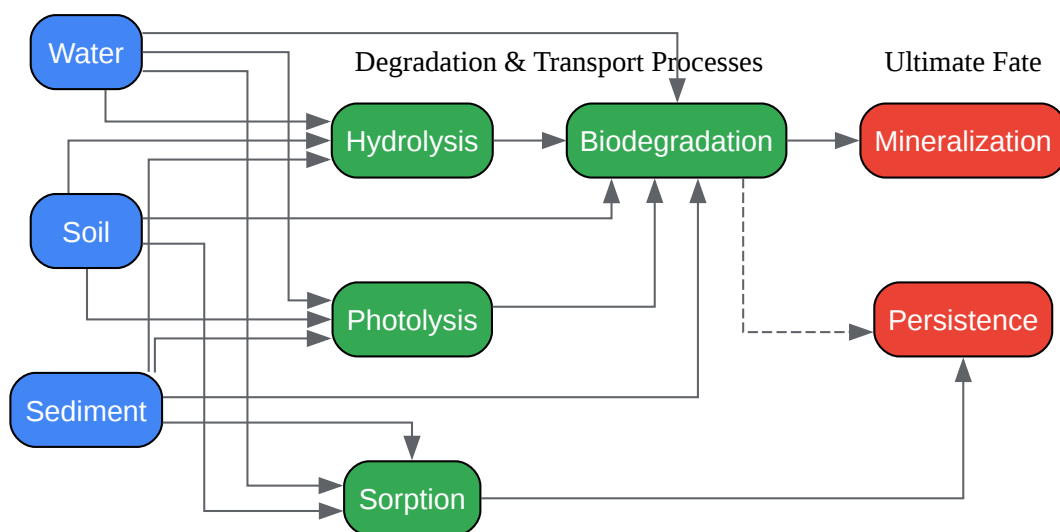 Water
Degradation & Transport Processes
Ultimate Fate
Hydrolysis
Biodegradation
Mineralization
Soil
Photolysis
Persistence
Sediment
Sorption